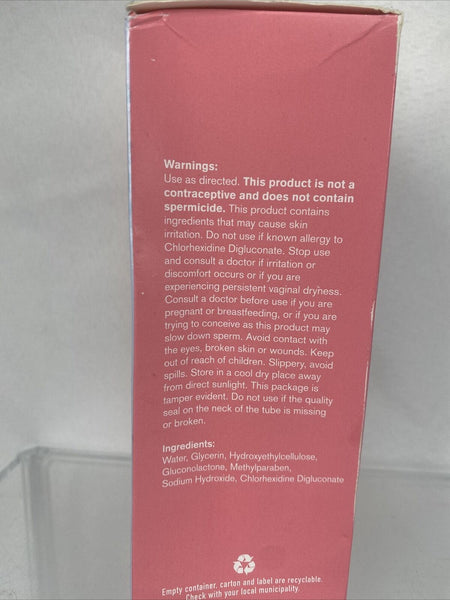 Warnings:
Use as directed. This product is not a
contraceptive and does not contain
spermicide. This product contains
ingredients that may cause skin
irritation. Do not use if known allergy to
Chlorhexidine Digluconate. Stop use
and consult a doctor if irritation or
discomfort occurs or if you are
experiencing persistent vaginal dryness.
Consult a doctor before use if you are
pregnant or breastfeeding, or if you are
trying to conceive as this product may
slow down sperm. Avoid contact with
the eyes, broken skin or wounds. Keep
out of reach of children. Slippery, avoid
spills. Store in a cool dry place away
from direct sunlight. This package is
tamper evident. Do not use if the quality
seal on the neck of the tube is missing
or broken.
Ingredients:
Water, Glycerin, Hydroxyethylcellulose,
Gluconolactone, Methylparaben,
Sodium Hydroxide, Chlorhexidine Digluconate
Empty container, carton and label are recyclable.
Check with your local municipality.